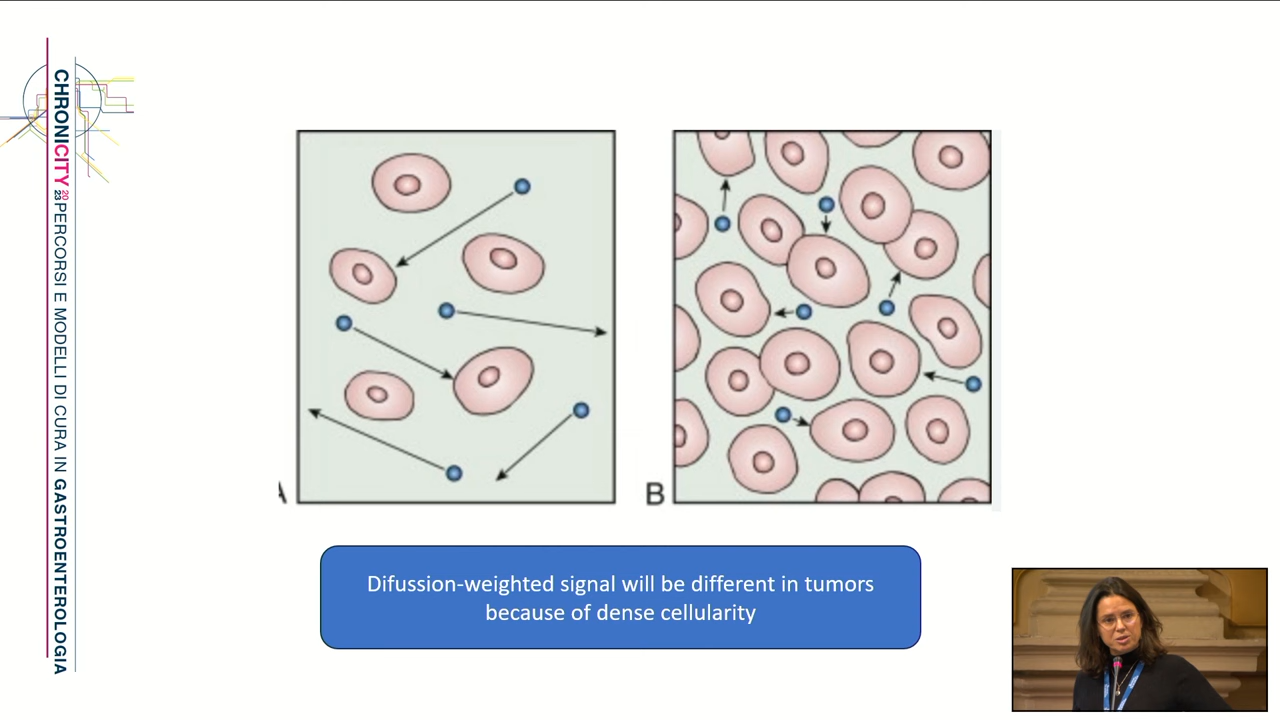 CHRONICITY 2023 PERCORSI E MODELLI DI CURA IN GASTROENTEROLOGIA
A
B
Difussion-weighted signal will be different in tumors
because of dense cellularity